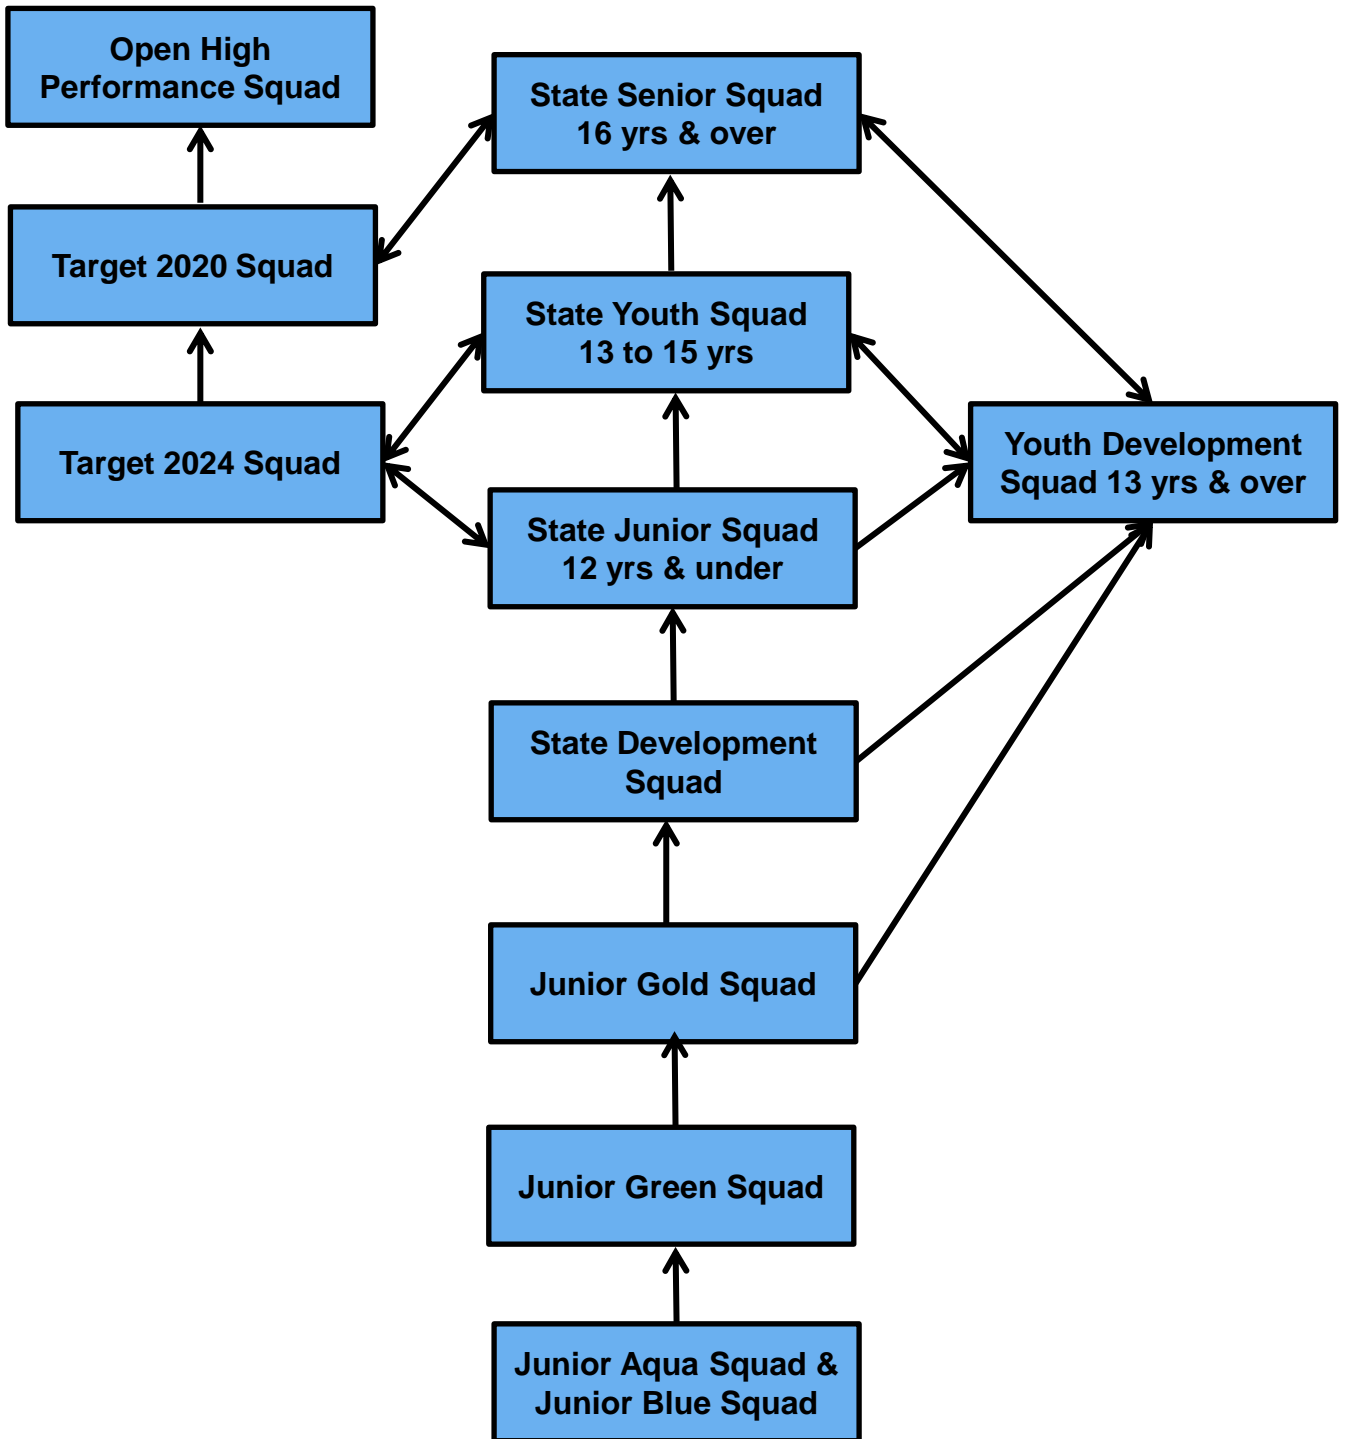 Open High
Performance Squad
State Senior Squad
16 yrs & over
Target 2020 Squad
State Youth Squad
13 to 15 yrs
Target 2024 Squad
Youth Development
Squad 13 yrs & over
State Junior Squad
12 yrs & under
State Development
Squad
Junior Gold Squad
Junior Green Squad
Junior Aqua Squad &
Junior Blue Squad